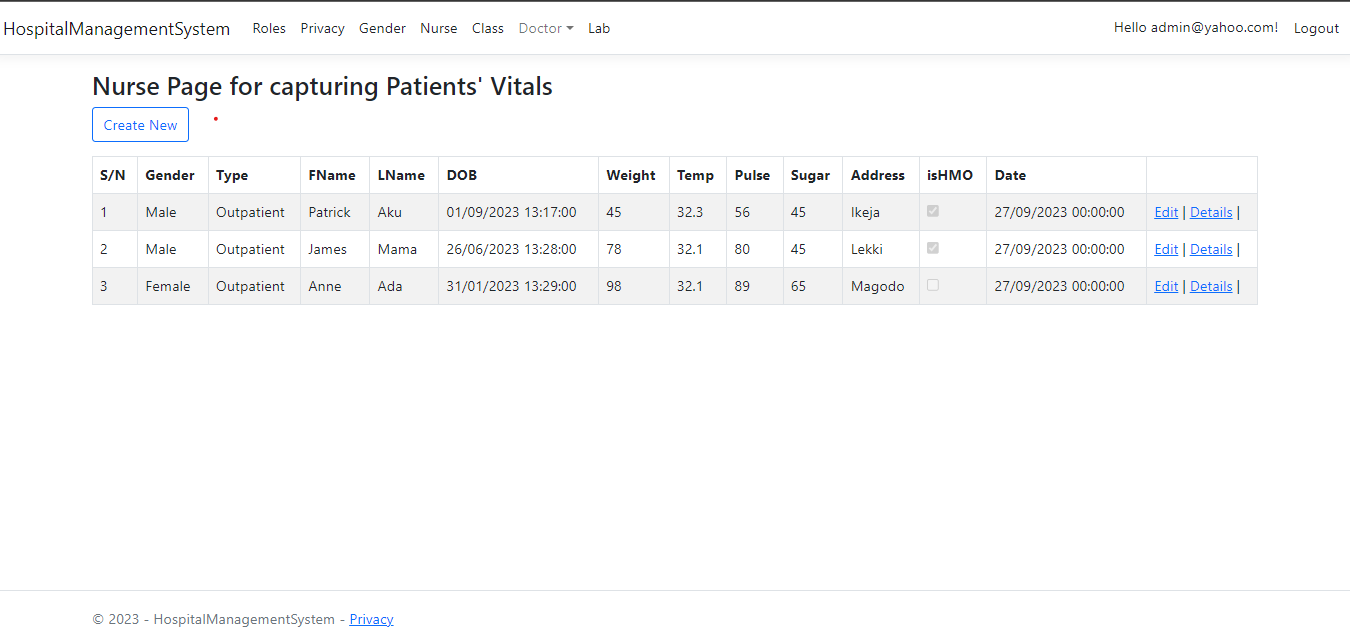 HospitalManagementSystem Roles Privacy Gender Nurse Class Doctor Lab Hello admin@yahoo.com! Logout
Nurse Page for capturing Patients' Vitals
Create New
S/N Gender Type FName LName DOB Weight Temp Pulse Sugar Address isHMO Date
1 Male Outpatient Patrick Aku 01/09/2023 13:17:00 45 32.3 56 45 Ikeja 27/09/2023 00:00:00 Edit | Details |
2 Male Outpatient James Mama 26/06/2023 13:28:00 78 32.1 80 45 Lekki 27/09/2023 00:00:00 Edit | Details |
3 Female Outpatient Anne Ada 31/01/2023 13:29:00 98 32.1 89 65 Magodo 27/09/2023 00:00:00 Edit | Details |
© 2023 - HospitalManagementSystem - Privacy